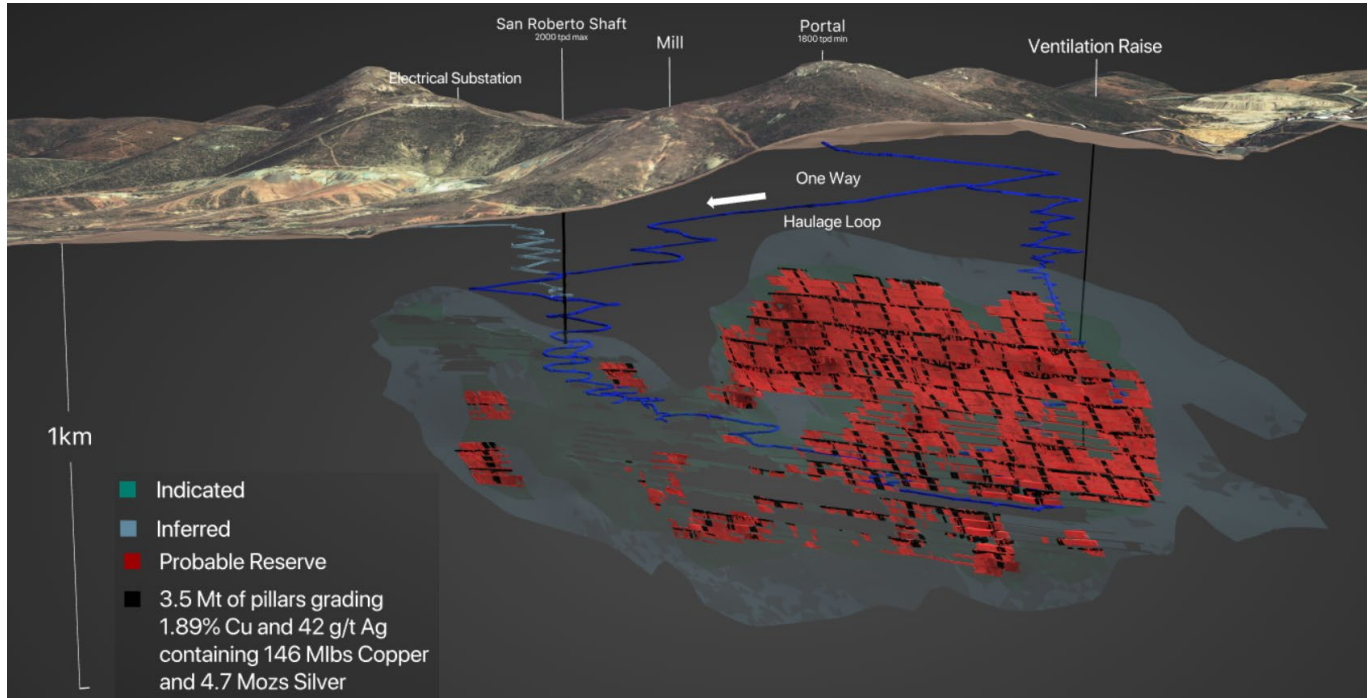 San Roberto Shaft
2000 tpd max
Mill
Portal
1600 tpd min
Ventilation Raise
Electrical Substation
One Way
Haulage Loop
1km
Indicated
Inferred
Probable Reserve
3.5 Mt of pillars grading
1.89% Cu and 42 g/t Ag
containing 146 Mlbs Copper
and 4.7 Mozs Silver